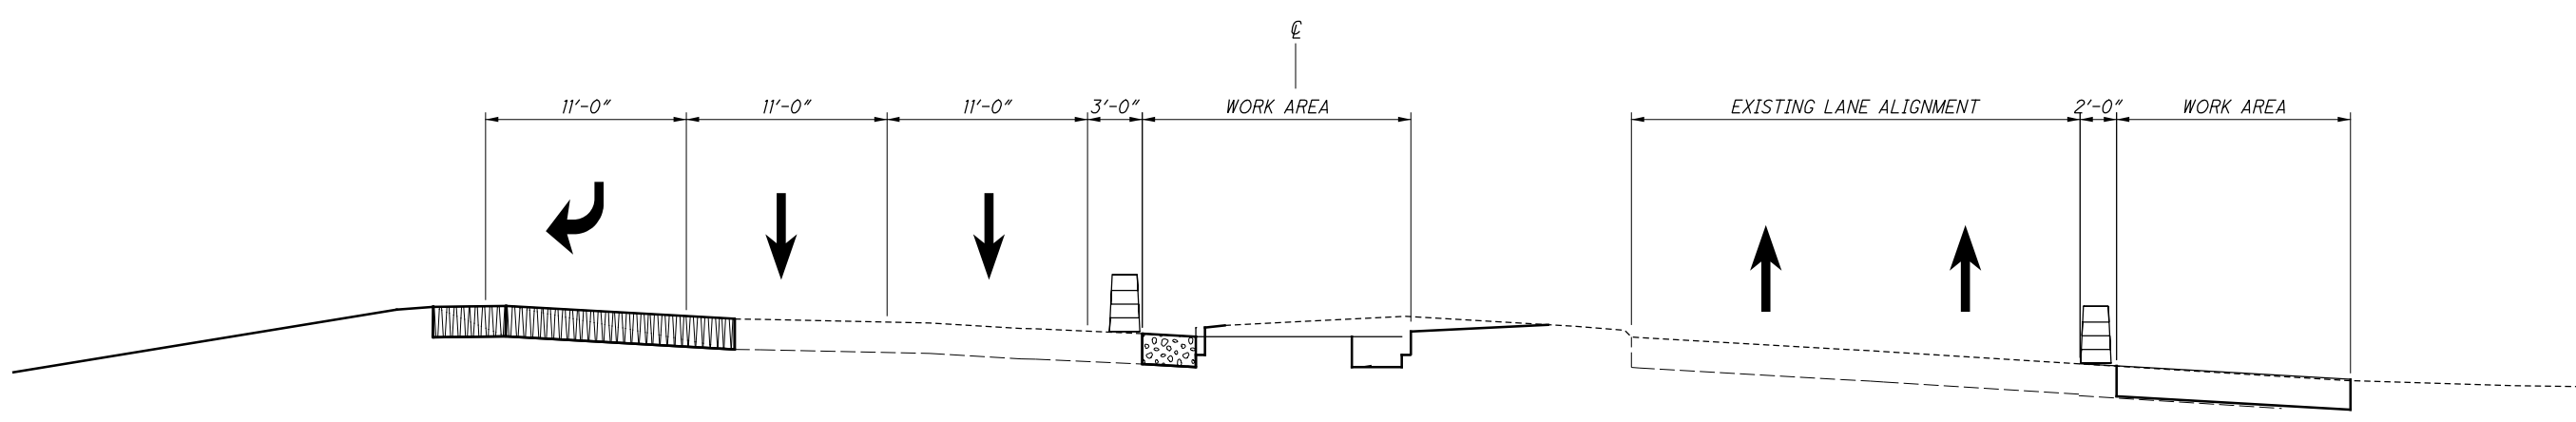 ℄
11'-0" 11'-0" 11'-0" 3'-0" WORK AREA EXISTING LANE ALIGNMENT 2'-0" WORK AREA